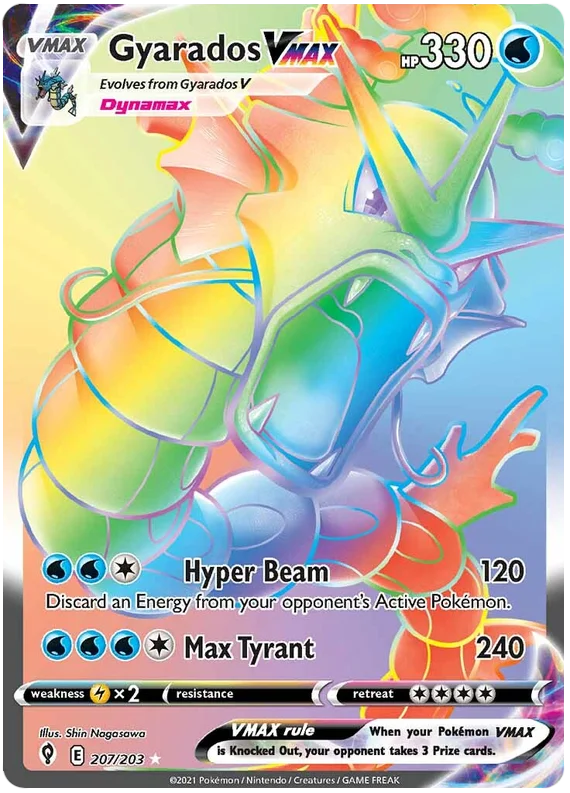 VMAX Gyarados VMAX HP 330
Evolves from Gyarados V
Dynamax
Hyper Beam 120
Discard an Energy from your opponent's Active Pokémon.
Max Tyrant 240
weakness ×2 resistance retreat
Illus. Shin Nagasawa
VMAX rule When your Pokémon VMAX
is Knocked Out, your opponent takes 3 Prize cards.
E 207/203
©2021 Pokémon / Nintendo / Creatures / GAME FREAK